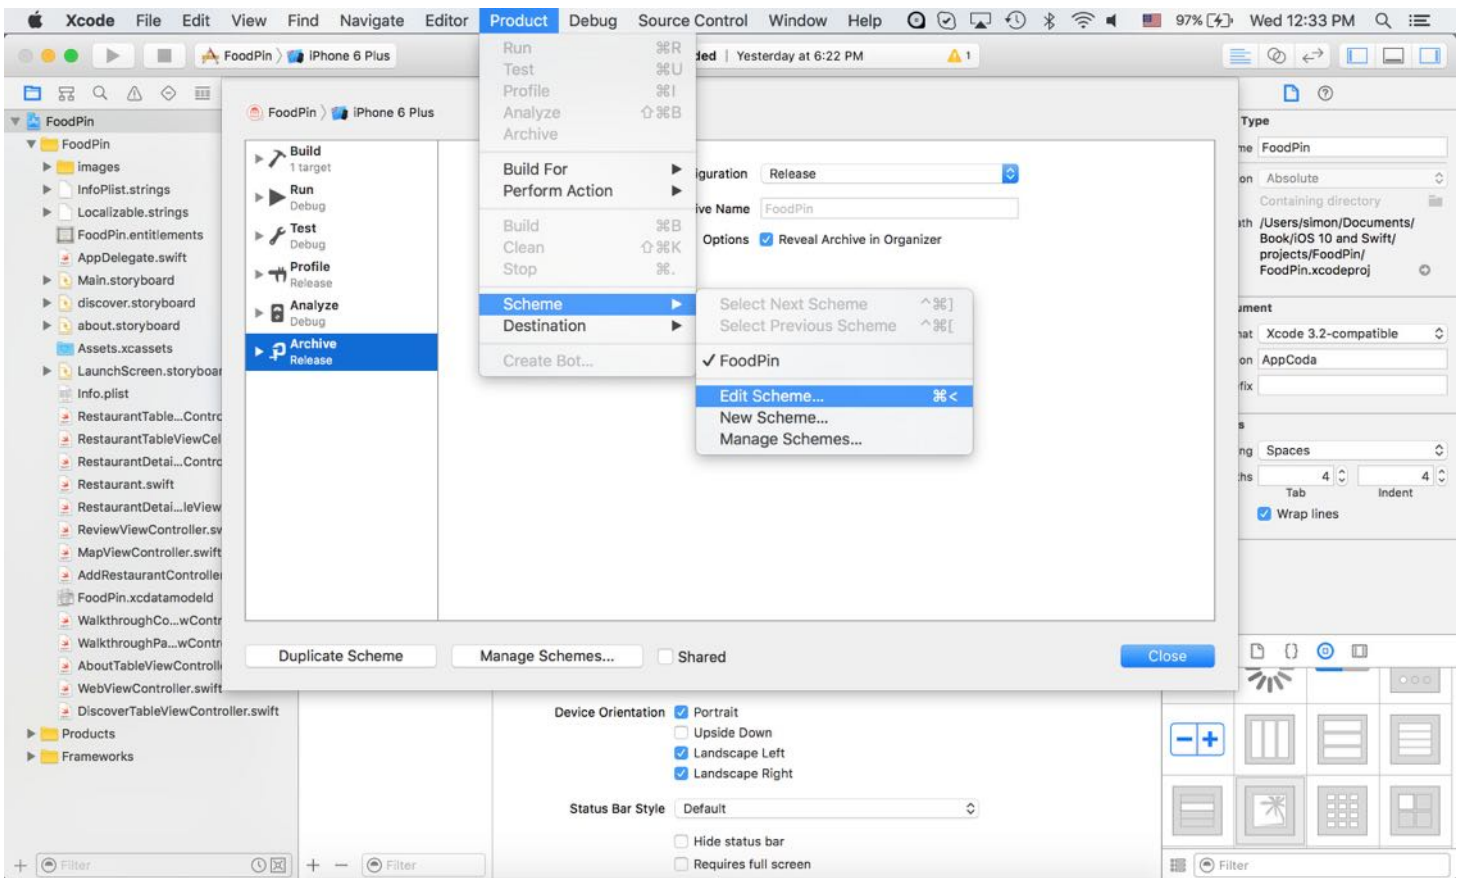 Xcode File Edit View Find Navigate Editor Product Debug Source Control Window Help 97% Wed 12:33 PM
FoodPin iPhone 6 Plus
Yesterday at 6:22 PM 1
FoodPin
FoodPin
images
InfoPlist.strings
Localizable.strings
FoodPin.entitlements
AppDelegate.swift
Main.storyboard
discover.storyboard
about.storyboard
Assets.xcassets
LaunchScreen.storyboar
Info.plist
RestaurantTable...Contro
RestaurantTableViewCel
RestaurantDetai...Contro
Restaurant.swift
RestaurantDetai...leView
ReviewViewController.sw
MapViewController.swift
AddRestaurantController
FoodPin.xcdatamodeld
WalkthroughCo...wContr
WalkthroughPa...wContr
AboutTableViewControlle
WebViewController.swift
DiscoverTableViewController.swift
Products
Frameworks
Filter
FoodPin iPhone 6 Plus
Build
1 target
Run
Debug
Test
Debug
Profile
Release
Analyze
Debug
Archive
Release
Run ⌘R
Test ⌘U
Profile ⌘I
Analyze ⇧⌘B
Archive
Build For
Perform Action
Build ⌘B
Clean ⇧⌘K
Stop ⌘.
Scheme
Destination
Create Bot...
Select Next Scheme ^⌘]
Select Previous Scheme ^⌘[
✓ FoodPin
Edit Scheme... ⌘<
New Scheme...
Manage Schemes...
iguration Release
ive Name FoodPin
Options Reveal Archive in Organizer
Duplicate Scheme Manage Schemes... Shared Close
Device Orientation Portrait
Upside Down
Landscape Left
Landscape Right
Status Bar Style Default
Hide status bar
Requires full screen
Filter
Type
me FoodPin
on Absolute
Containing directory
ath /Users/simon/Documents/
Book/iOS 10 and Swift/
projects/FoodPin/
FoodPin.xcodeproj
ument
nat Xcode 3.2-compatible
on AppCoda
fix
s
ng Spaces
hs 4 4
Tab Indent
Wrap lines
Filter